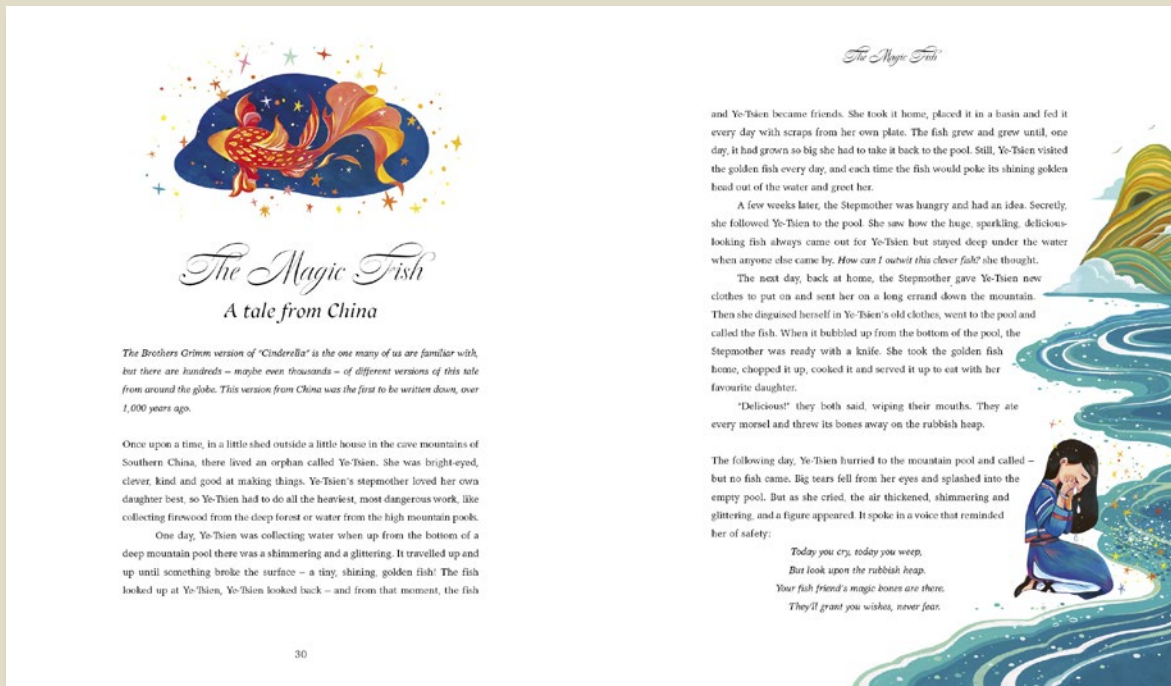 The Magic Fish
A tale from China
The Brothers Grimm version of "Cinderella" is the one many of us are familiar with,
but there are hundreds – maybe even thousands – of different versions of this tale
from around the globe. This version from China was the first to be written down, over
1,000 years ago.
Once upon a time, in a little shed outside a little house in the cave mountains of
Southern China, there lived an orphan called Ye-Tsien. She was bright-eyed,
clever, kind and good at making things. Ye-Tsien's stepmother loved her own
daughter best, so Ye-Tsien had to do all the heaviest, most dangerous work, like
collecting firewood from the deep forest or water from the high mountain pools.
One day, Ye-Tsien was collecting water when up from the bottom of a
deep mountain pool there was a shimmering and a glittering. It travelled up and
up until something broke the surface – a tiny, shining, golden fish! The fish
looked up at Ye-Tsien, Ye-Tsien looked back – and from that moment, the fish
30
The Magic Fish
and Ye-Tsien became friends. She took it home, placed it in a basin and fed it
every day with scraps from her own plate. The fish grew and grew until, one
day, it had grown so big she had to take it back to the pool. Still, Ye-Tsien visited
the golden fish every day, and each time the fish would poke its shining golden
head out of the water and greet her.
A few weeks later, the Stepmother was hungry and had an idea. Secretly,
she followed Ye-Tsien to the pool. She saw how the huge, sparkling, delicious-
looking fish always came out for Ye-Tsien but stayed deep under the water
when anyone else came by. How can I outwit this clever fish? she thought.
The next day, back at home, the Stepmother gave Ye-Tsien new
clothes to put on and sent her on a long errand down the mountain.
Then she disguised herself in Ye-Tsien's old clothes, went to the pool and
called the fish. When it bubbled up from the bottom of the pool, the
Stepmother was ready with a knife. She took the golden fish
home, chopped it up, cooked it and served it up to eat with her
favourite daughter.
"Delicious!" they both said, wiping their mouths. They ate
every morsel and threw its bones away on the rubbish heap.
The following day, Ye-Tsien hurried to the mountain pool and called –
but no fish came. Big tears fell from her eyes and splashed into the
empty pool. But as she cried, the air thickened, shimmering and
glittering, and a figure appeared. It spoke in a voice that reminded
her of safety:
Today you cry, today you weep,
But look upon the rubbish heap.
Your fish friend's magic bones are there.
They'll grant you wishes, never fear.